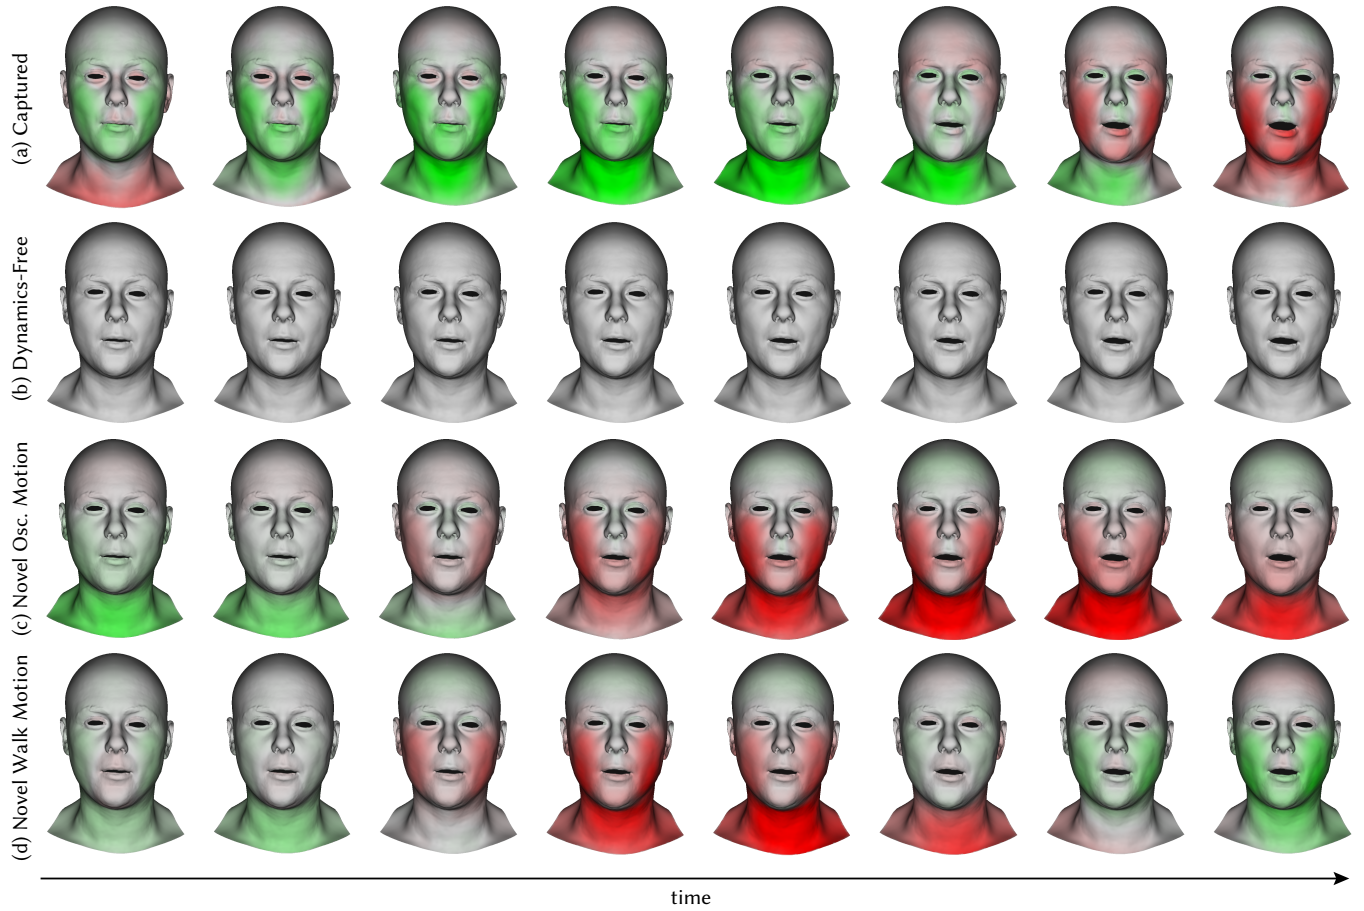 (a) Captured
(b) Dynamics-Free
(c) Novel Osc. Motion
(d) Novel Walk Motion
time